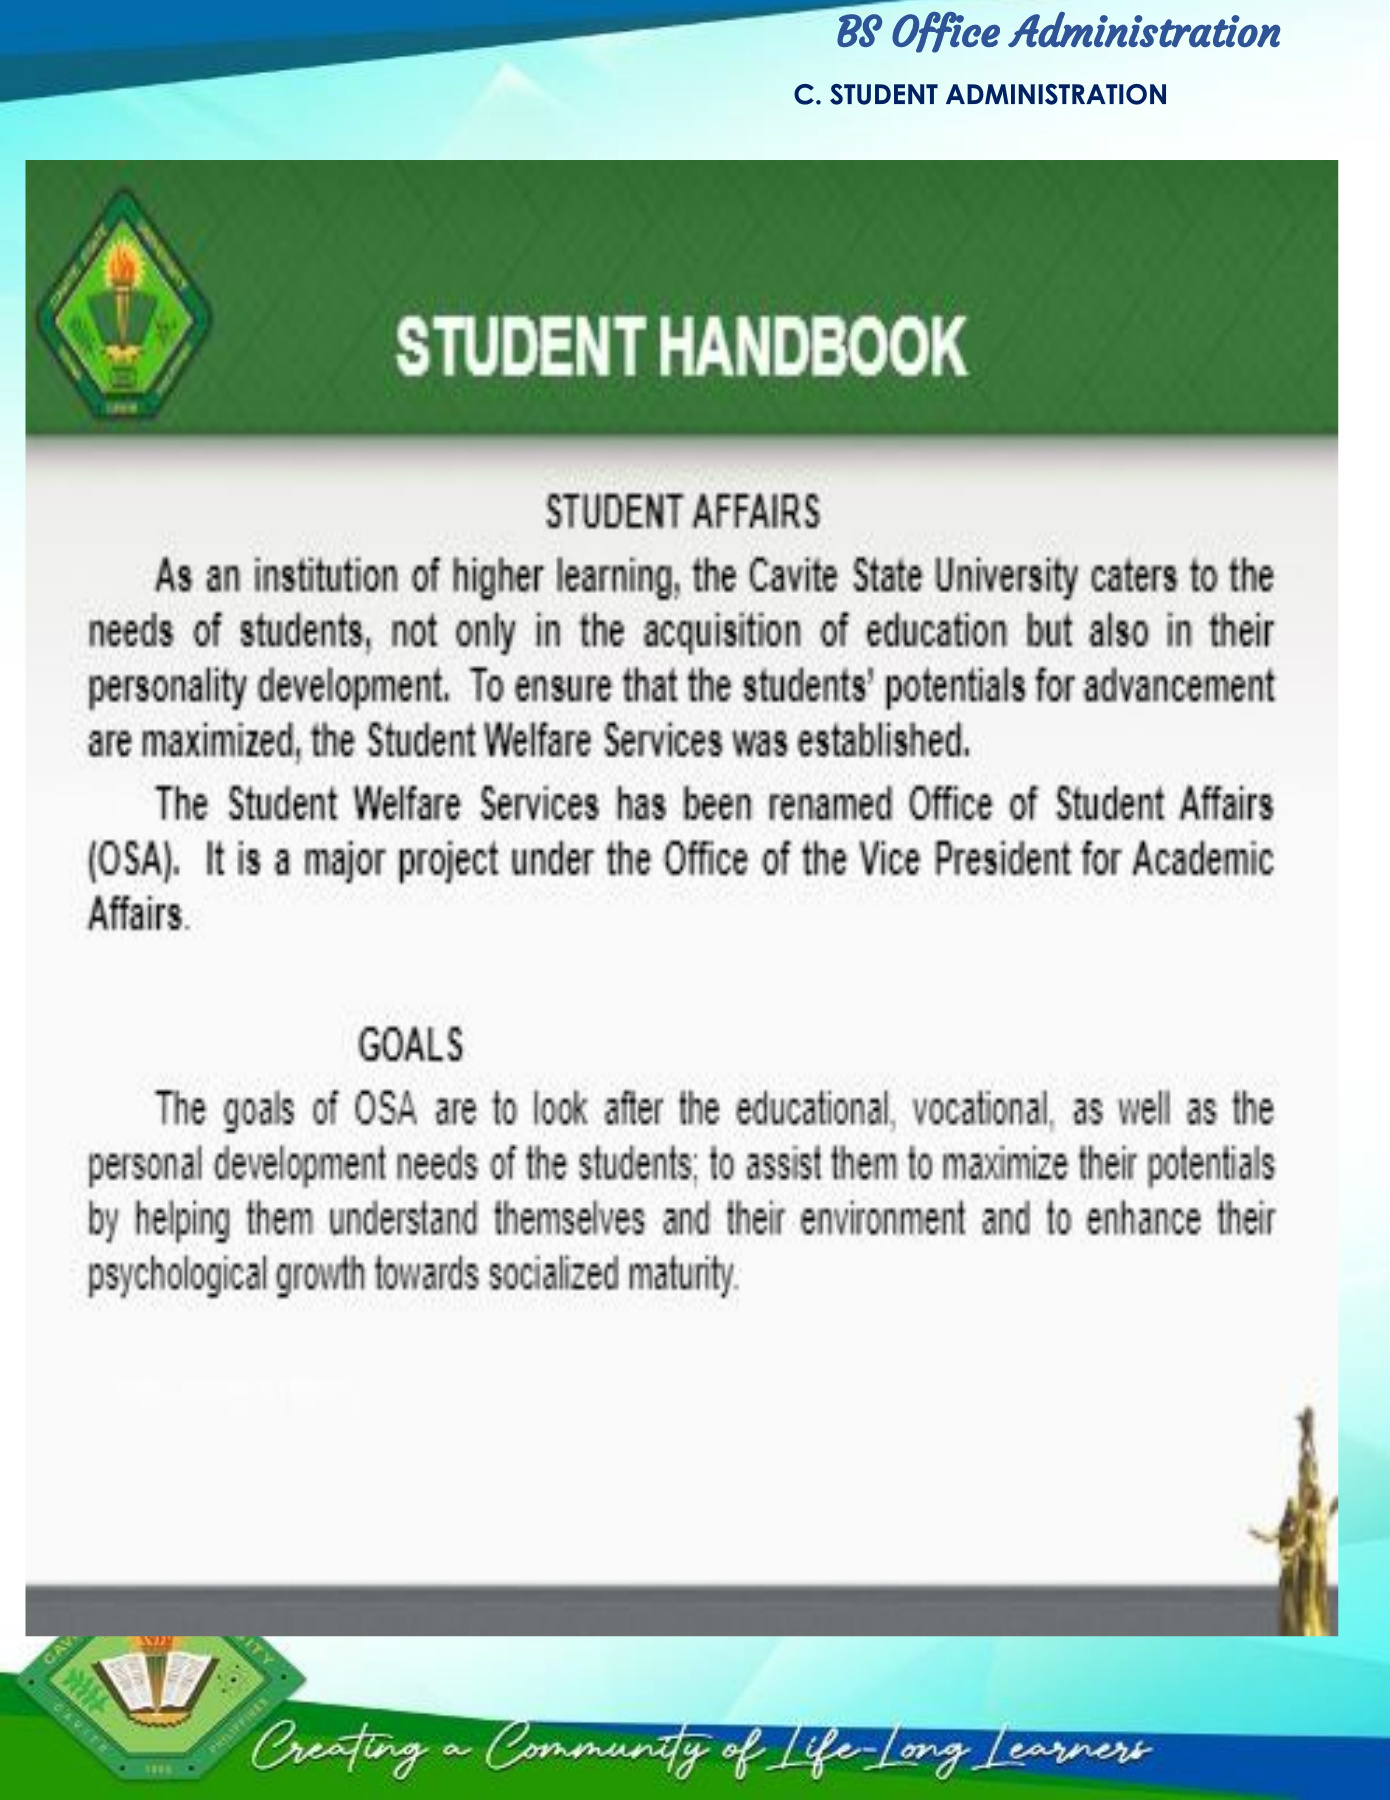 BS Office Administration
C. STUDENT ADMINISTRATION
STUDENT HANDBOOK
STUDENT AFFAIRS
As an institution of higher learning, the Cavite State University caters to the
needs of students, not only in the acquisition of education but also in their
personality development. To ensure that the students’ potentials for advancement
are maximized, the Student Welfare Services was established.
The Student Welfare Services has been renamed Office of Student Affairs
(OSA). It is a major project under the Office of the Vice President for Academic
Affairs.
GOALS
The goals of OSA are to look after the educational, vocational, as well as the
personal development needs of the students; to assist them to maximize their potentials
by helping them understand themselves and their environment and to enhance their
psychological growth towards socialized maturity.
CAVITE
PHILIPPINES
Creating a Community of Life-Long Learners